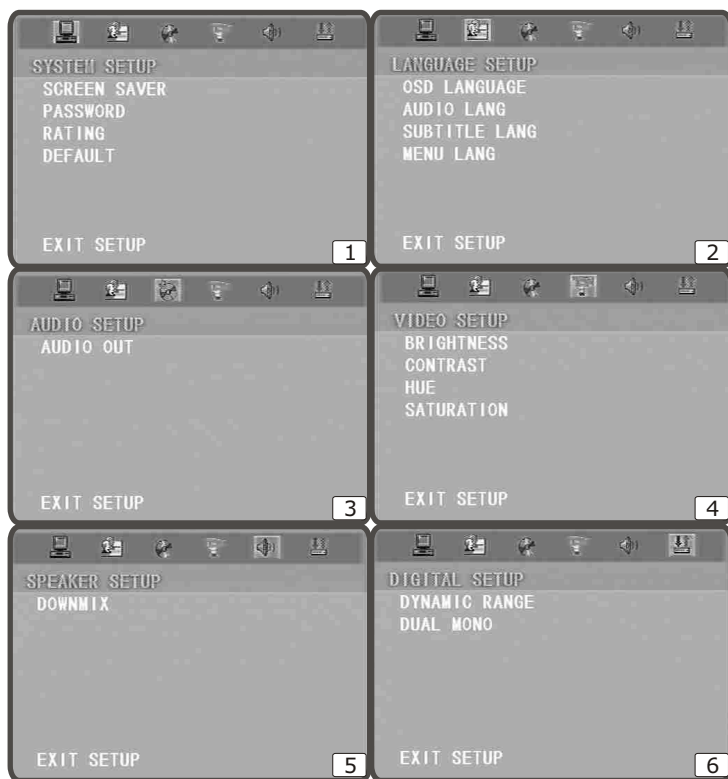 SYSTEM SETUP
SCREEN SAVER
PASSWORD
RATING
DEFAULT
EXIT SETUP
1
LANGUAGE SETUP
OSD LANGUAGE
AUDIO LANG
SUBTITLE LANG
MENU LANG
EXIT SETUP
2
AUDIO SETUP
AUDIO OUT
EXIT SETUP
3
VIDEO SETUP
BRIGHTNESS
CONTRAST
HUE
SATURATION
EXIT SETUP
4
SPEAKER SETUP
DOWNMIX
EXIT SETUP
5
DIGITAL SETUP
DYNAMIC RANGE
DUAL MONO
EXIT SETUP
6